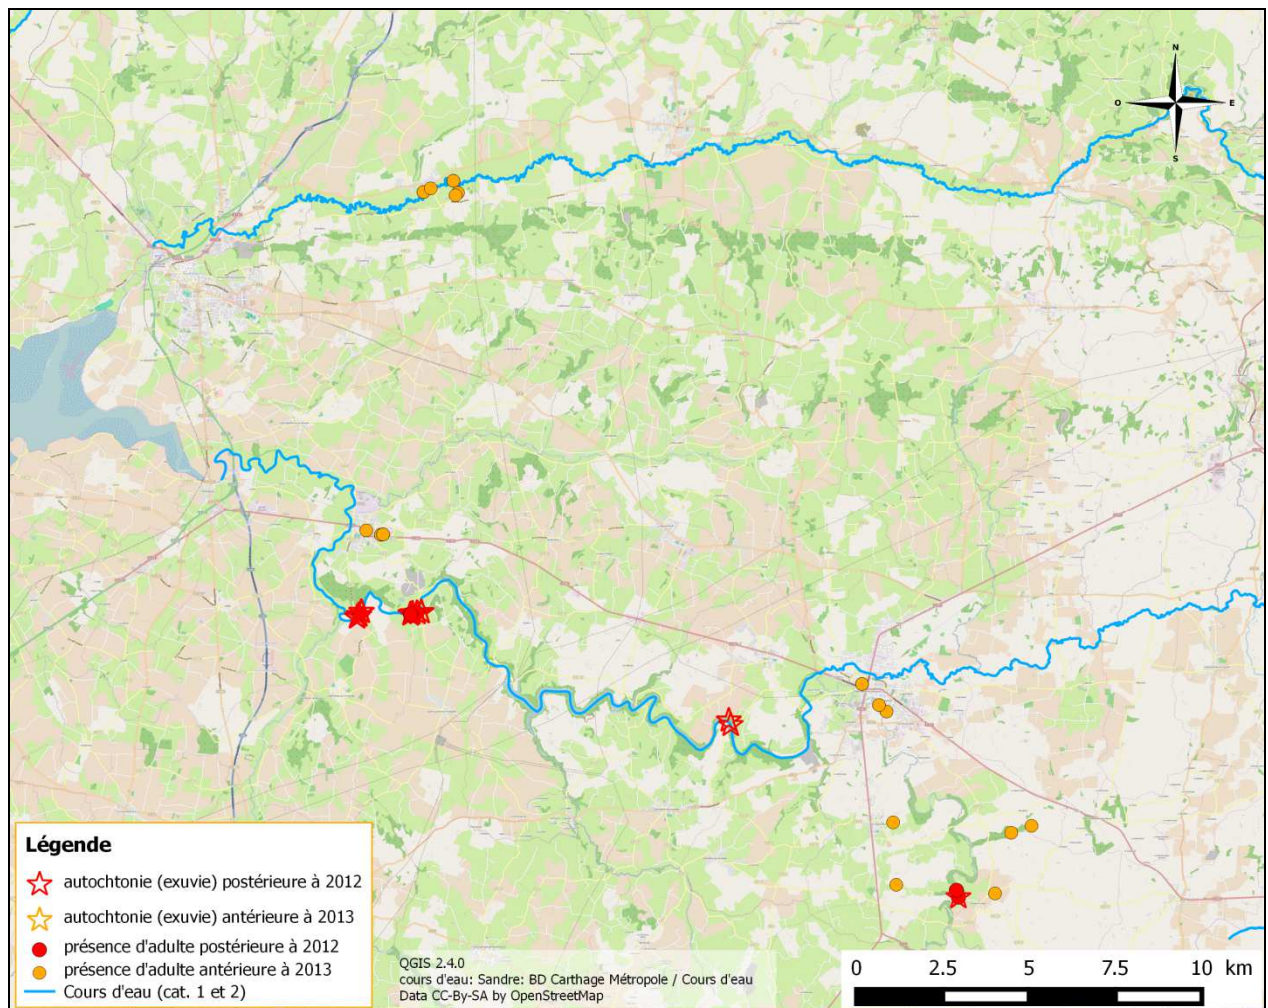 N
O
E
S
Légende
autochtonie (exuvie) postérieure à 2012
autochtonie (exuvie) antérieure à 2013
présence d'adulte postérieure à 2012
présence d'adulte antérieure à 2013
Cours d'eau (cat. 1 et 2)
QGIS 2.4.0
cours d'eau: Sandre: BD Carthage Métropole / Cours d'eau
Data CC-By-SA by OpenStreetMap
0 2.5 5 7.5 10 km